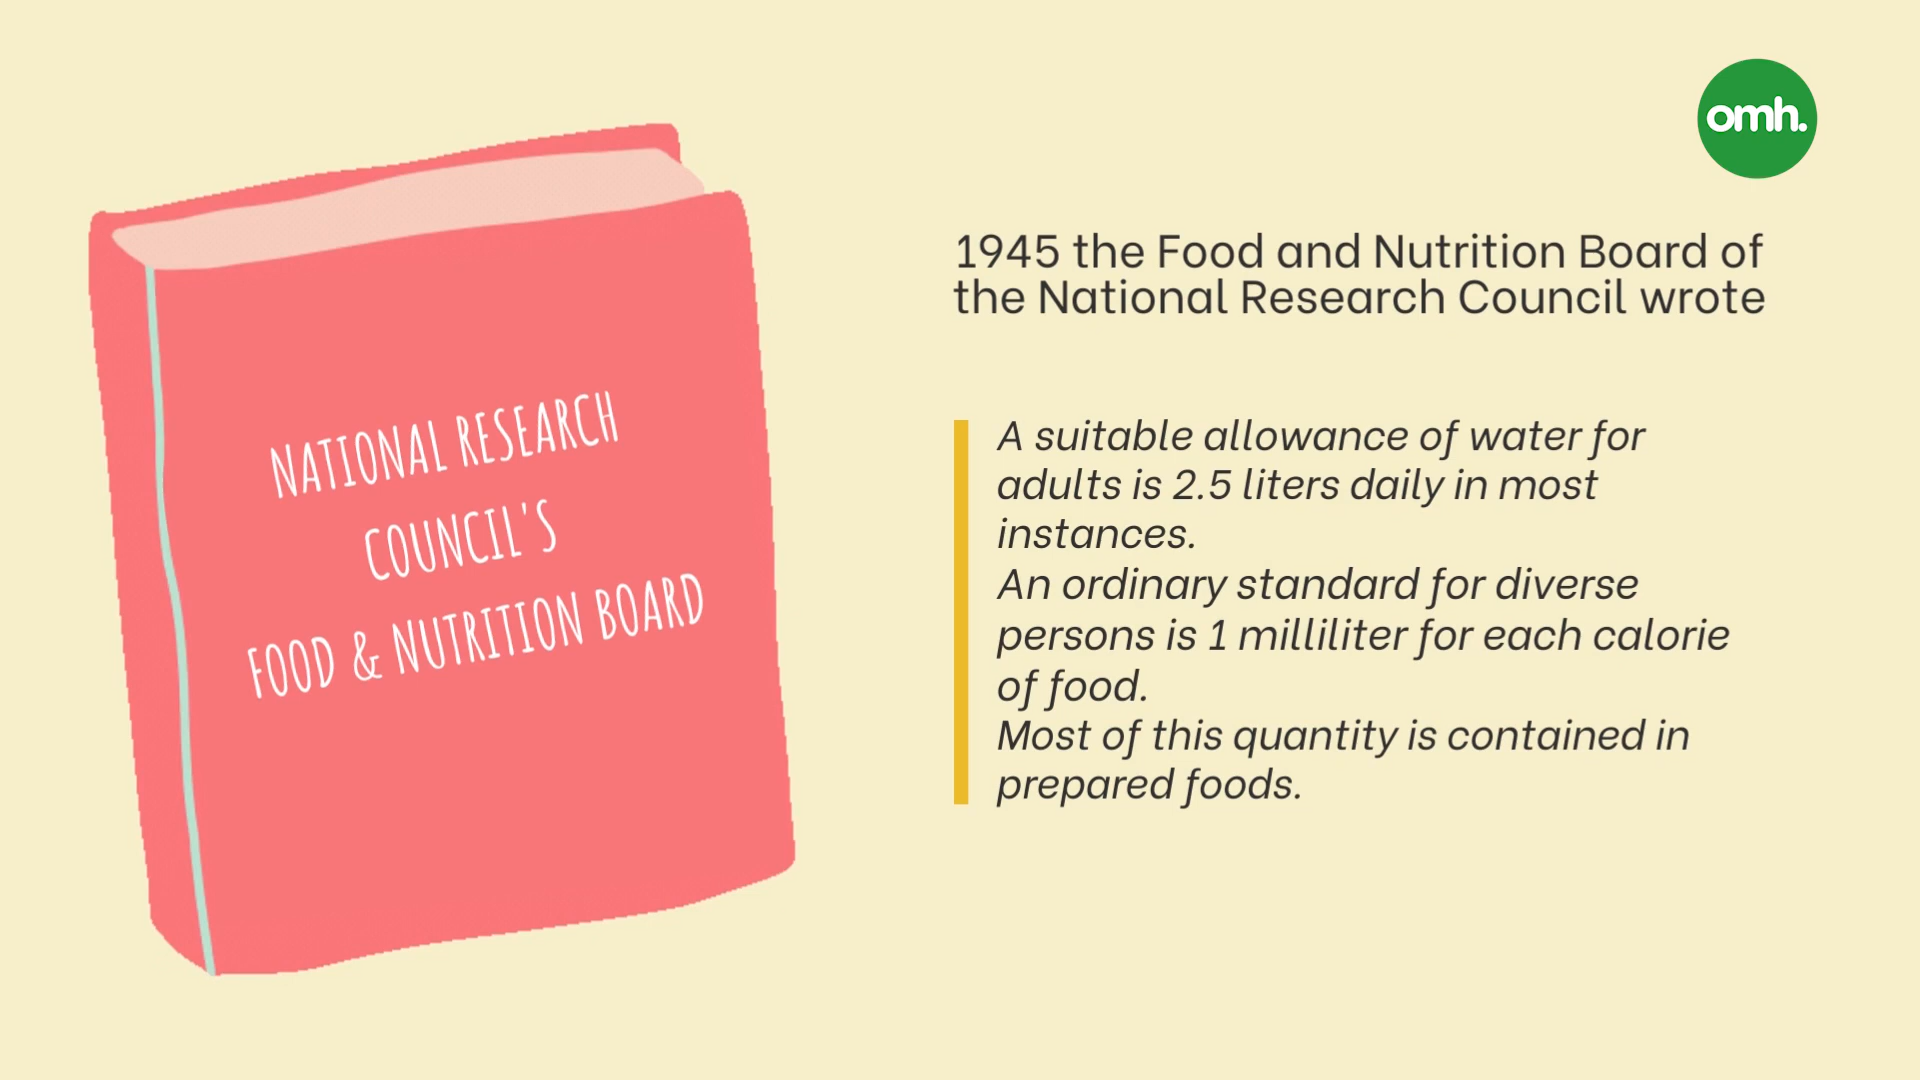 omh.
NATIONAL RESEARCH
COUNCIL'S
FOOD & NUTRITION BOARD
1945 the Food and Nutrition Board of
the National Research Council wrote
A suitable allowance of water for
adults is 2.5 liters daily in most
instances.
An ordinary standard for diverse
persons is 1 milliliter for each calorie
of food.
Most of this quantity is contained in
prepared foods.